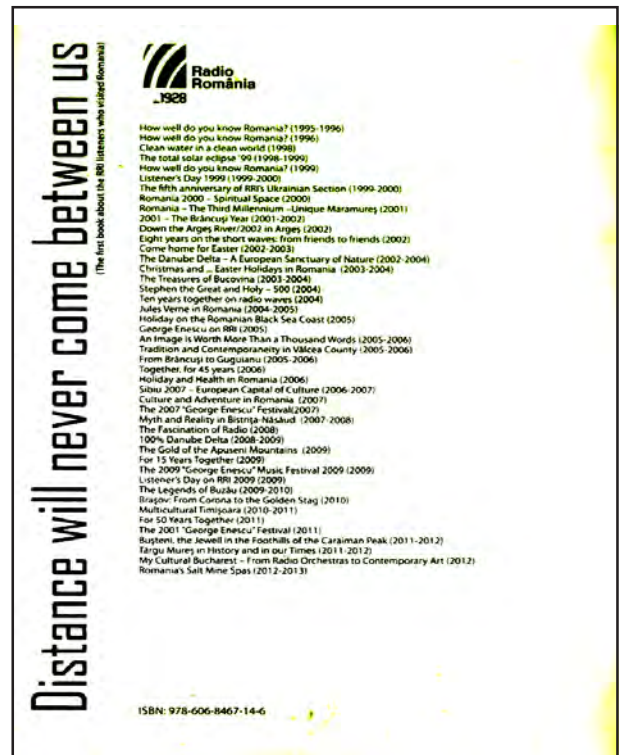 Distance will never come between us
(The first book about the RRI listeners who visited Romania)
Radio
România
_1928
How well do you know Romania? (1995-1996)
How well do you know Romania? (1996)
Clean water in a clean world (1998)
The total solar eclipse '99 (1998-1999)
How well do you know Romania? (1999)
Listener's Day 1999 (1999-2000)
The fifth anniversary of RRI's Ukrainian Section (1999-2000)
Romania 2000 – Spiritual Space (2000)
Romania – The Third Millennium –Unique Maramureş (2001)
2001 – The Brâncuşi Year (2001-2002)
Down the Argeş River/2002 in Argeş (2002)
Eight years on the short waves: from friends to friends (2002)
Come home for Easter (2002-2003)
The Danube Delta – A European Sanctuary of Nature (2002-2004)
Christmas and ... Easter Holidays in Romania (2003-2004)
The Treasures of Bucovina (2003-2004)
Stephen the Great and Holy – 500 (2004)
Ten years together on radio waves (2004)
Jules Verne in Romania (2004-2005)
Holiday on the Romanian Black Sea Coast (2005)
George Enescu on RRI (2005)
An Image is Worth More Than a Thousand Words (2005-2006)
Tradition and Contemporaneity in Vâlcea County (2005-2006)
From Brâncuşi to Guguianu (2005-2006)
Together, for 45 years (2006)
Holiday and Health in Romania (2006)
Sibiu 2007 – European Capital of Culture (2006-2007)
Culture and Adventure in Romania (2007)
The 2007 "George Enescu" Festival(2007)
Myth and Reality in Bistriţa-Năsăud (2007-2008)
The Fascination of Radio (2008)
100% Danube Delta (2008-2009)
The Gold of the Apuseni Mountains (2009)
For 15 Years Together (2009)
The 2009 "George Enescu" Music Festival 2009 (2009)
Listener's Day on RRI 2009 (2009)
The Legends of Buzău (2009-2010)
Braşov: From Corona to the Golden Stag (2010)
Multicultural Timişoara (2010-2011)
For 50 Years Together (2011)
The 2001 "George Enescu" Festival (2011)
Buşteni, the Jewell in the Foothills of the Caraiman Peak (2011-2012)
Târgu Mureş in History and in our Times (2011-2012)
My Cultural Bucharest – From Radio Orchestras to Contemporary Art (2012)
Romania's Salt Mine Spas (2012-2013)
ISBN: 978-606-8467-14-6